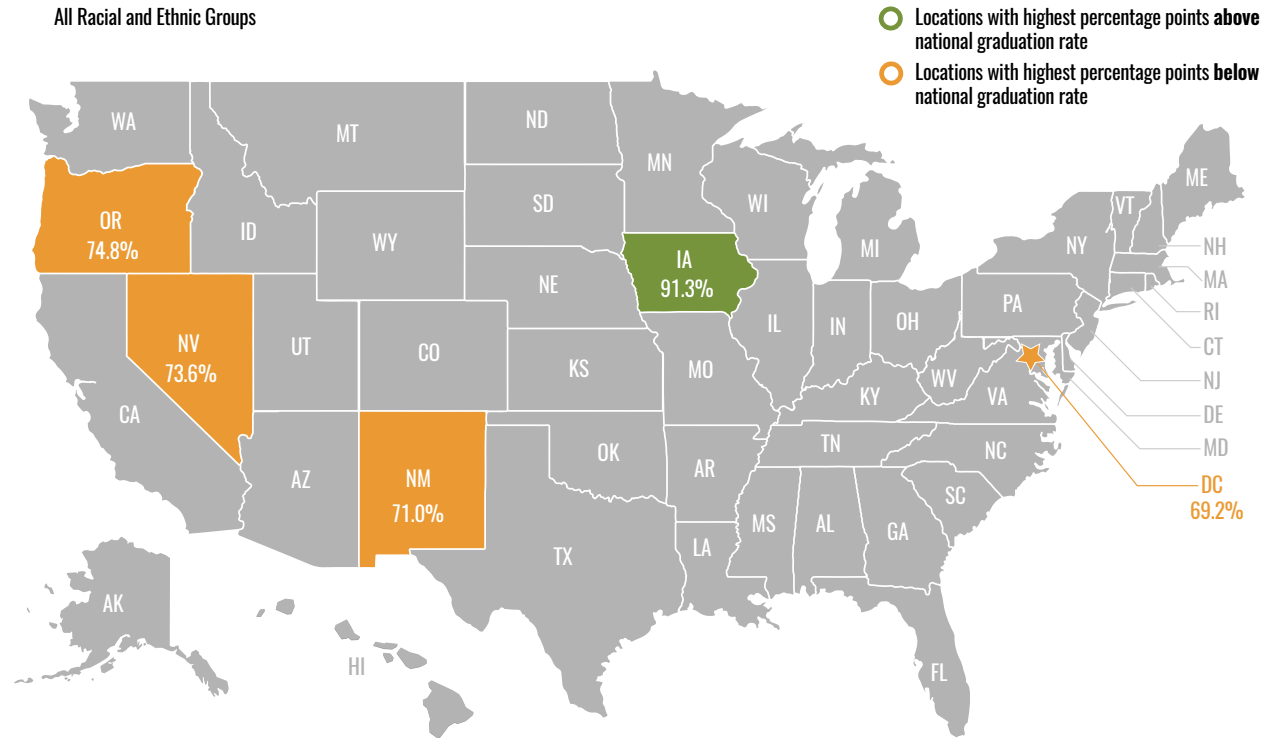 All Racial and Ethnic Groups
Locations with highest percentage points above
national graduation rate
Locations with highest percentage points below
national graduation rate
WA
MT
ND
MN
OR
74.8%
ID
WY
SD
WI
MI
NY
VT
ME
NH
MA
RI
CT
NJ
DE
MD
DC
69.2%
IA
91.3%
NE
NV
73.6%
UT
CO
KS
MO
IL
IN
OH
PA
WV
VA
KY
CA
AZ
NM
71.0%
OK
AR
TN
NC
SC
TX
LA
MS
AL
GA
FL
AK
HI